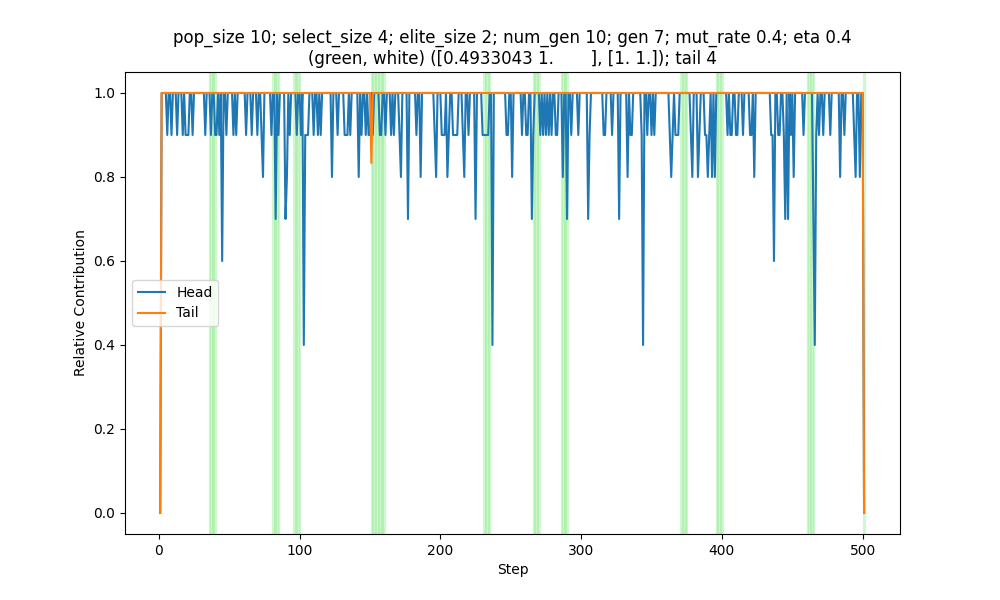 pop_size 10; select_size 4; elite_size 2; num_gen 10; gen 7; mut_rate 0.4; eta 0.4
(green, white) ([0.4933043 1.        ], [1. 1.]); tail 4
1.0
0.8
0.6
0.4
0.2
0.0
Relative Contribution
Head
Tail
0
100
200
300
400
500
Step